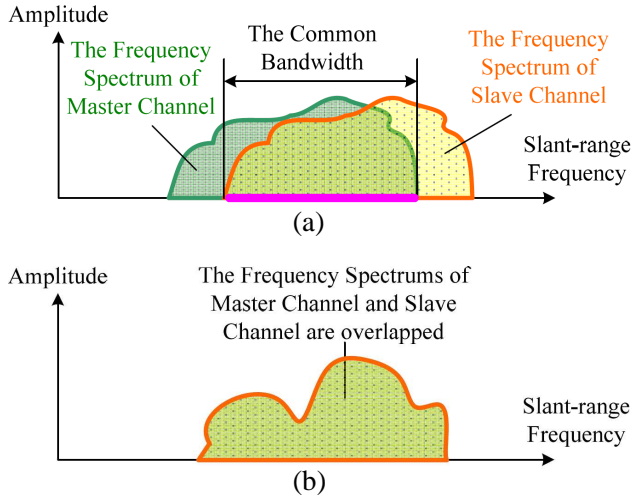 Amplitude
The Frequency
Spectrum of
Master Channel
The Common
Bandwidth
The Frequency
Spectrum of
Slave Channel
Slant-range
Frequency
(a)
Amplitude
The Frequency Spectrums of
Master Channel and Slave
Channel are overlapped
Slant-range
Frequency
(b)